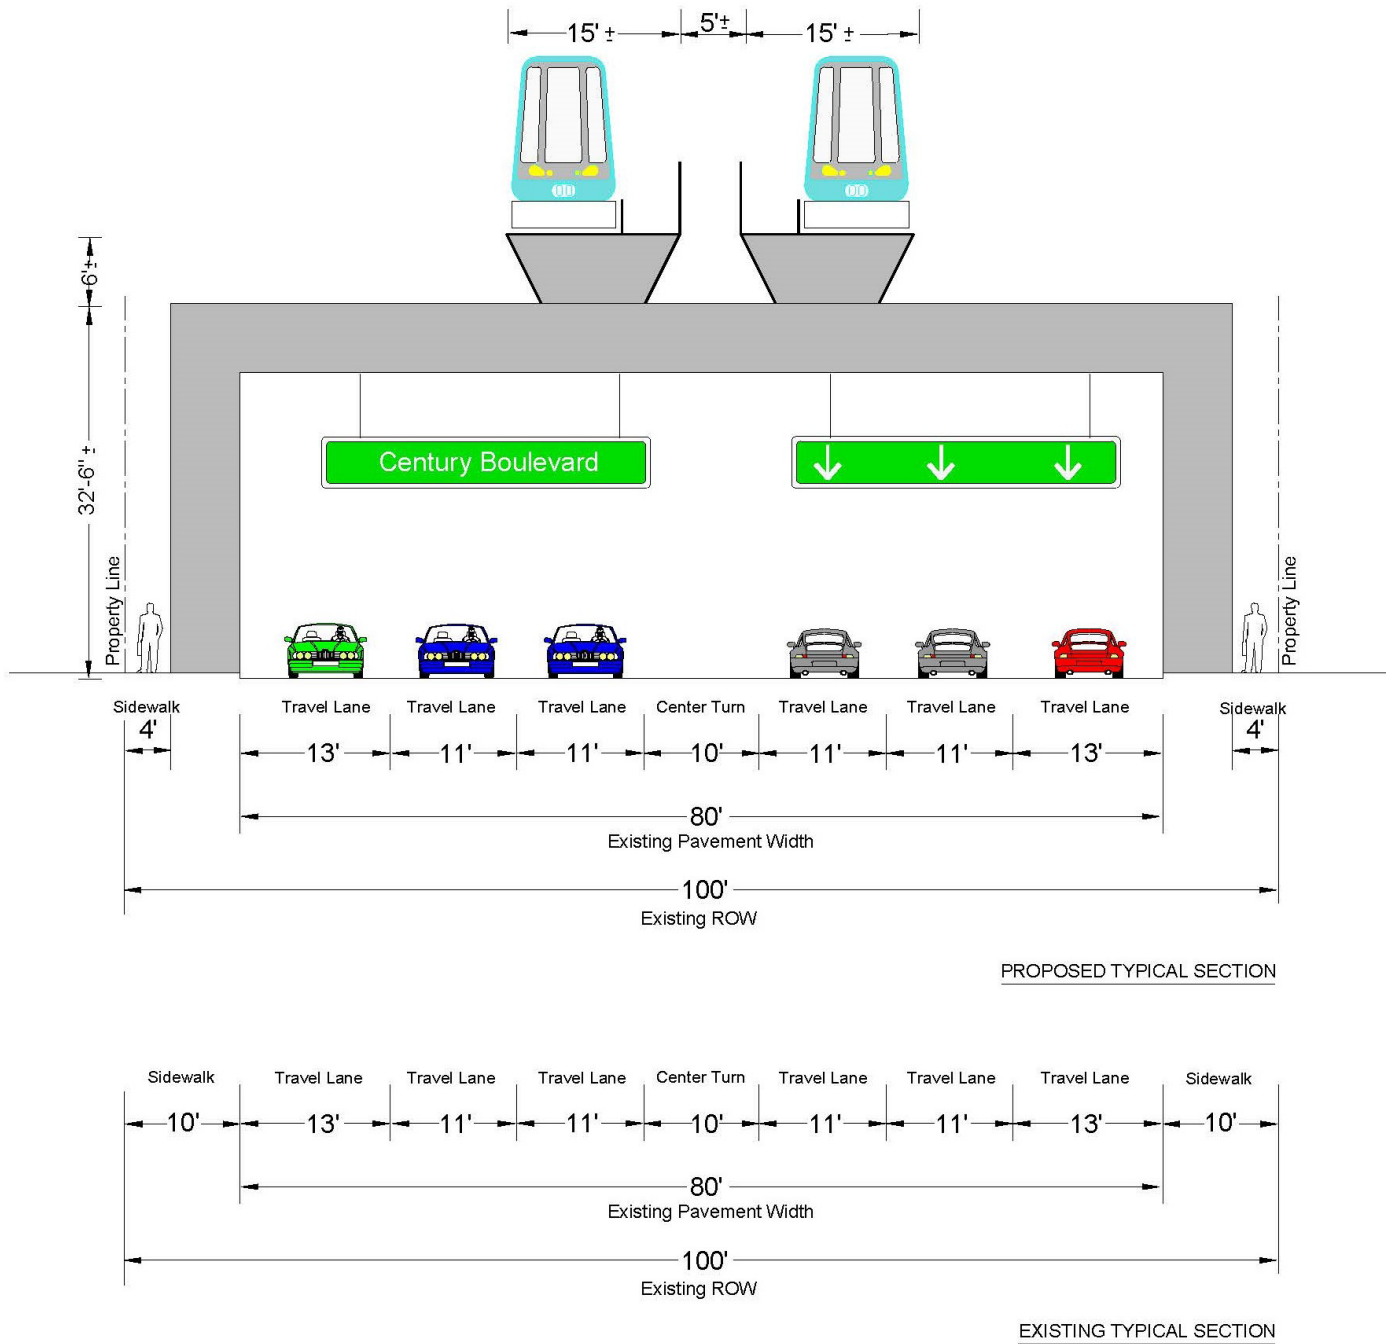 15' ± 5'± 15' ±
6'±
32'-6" ±
Century Boulevard
Property Line
Property Line
Sidewalk Travel Lane Travel Lane Travel Lane Center Turn Travel Lane Travel Lane Travel Lane Sidewalk
4' 13' 11' 11' 10' 11' 11' 13' 4'
80'
Existing Pavement Width
100'
Existing ROW
PROPOSED TYPICAL SECTION
Sidewalk Travel Lane Travel Lane Travel Lane Center Turn Travel Lane Travel Lane Travel Lane Sidewalk
10' 13' 11' 11' 10' 11' 11' 13' 10'
80'
Existing Pavement Width
100'
Existing ROW
EXISTING TYPICAL SECTION